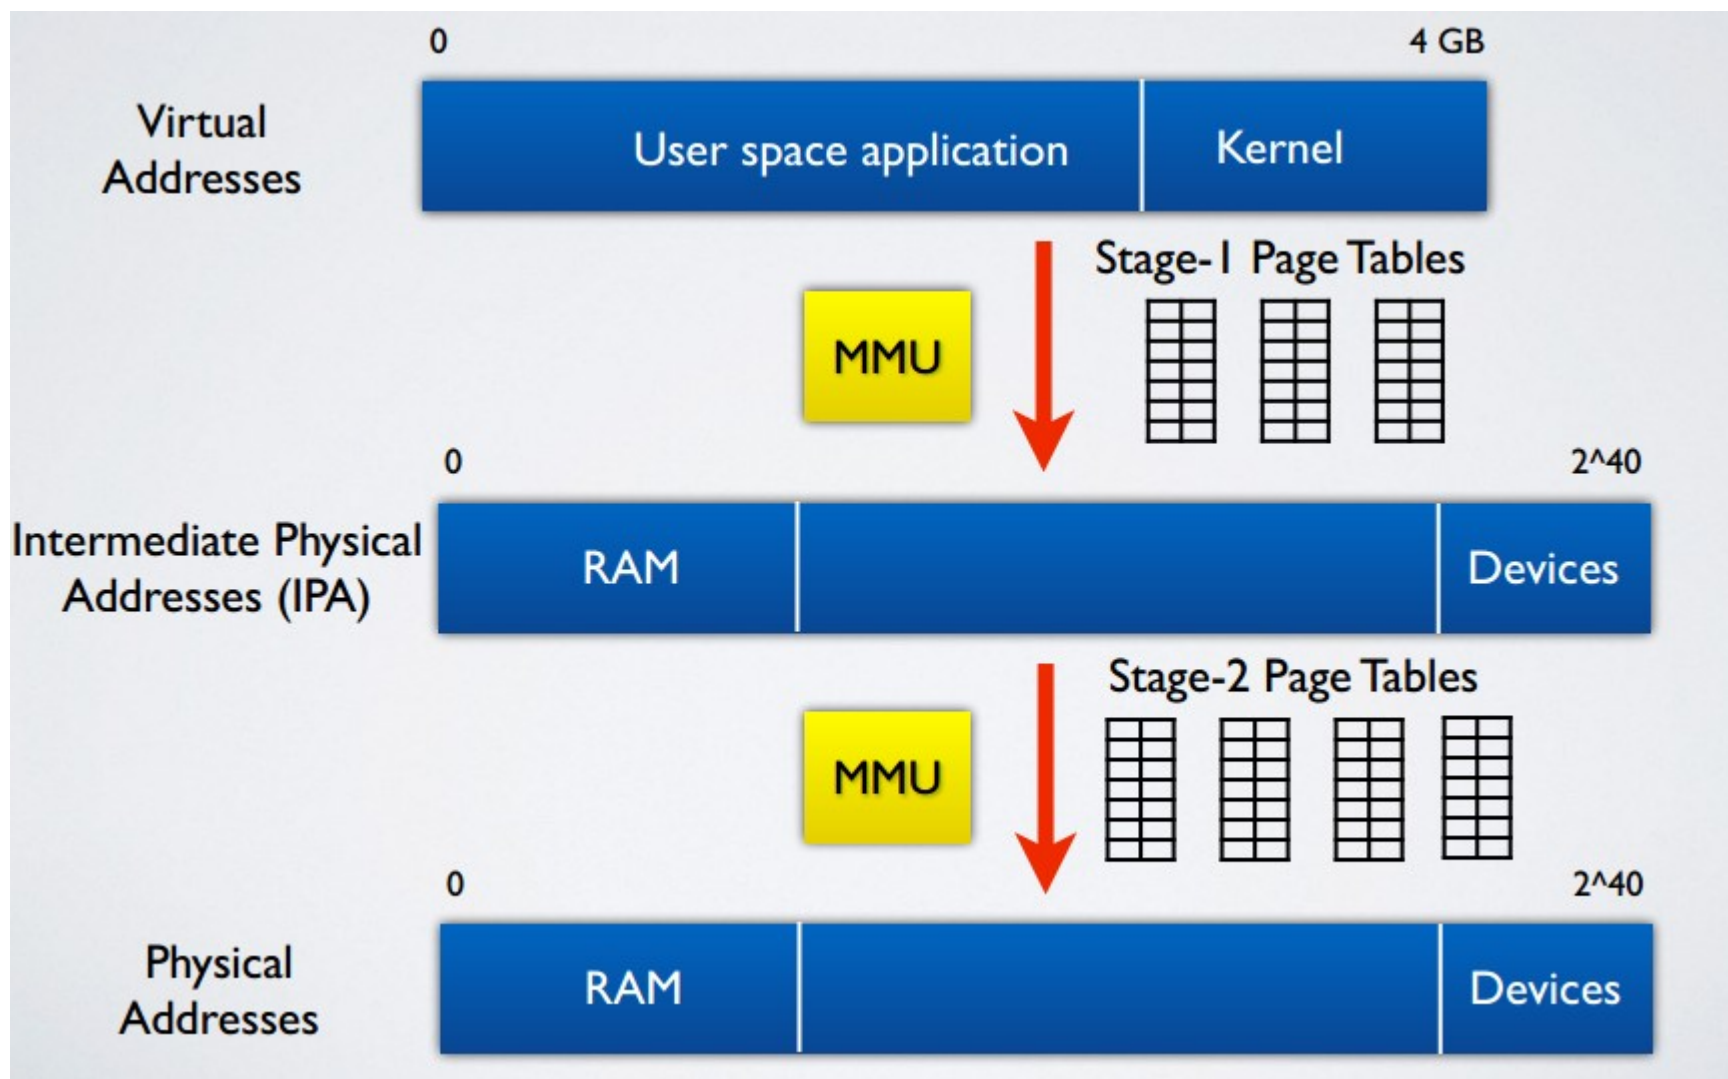 0
4 GB
Virtual
Addresses
User space application
Kernel
Stage-1 Page Tables
MMU
0
2^40
Intermediate Physical
Addresses (IPA)
RAM
Devices
Stage-2 Page Tables
MMU
0
2^40
Physical
Addresses
RAM
Devices